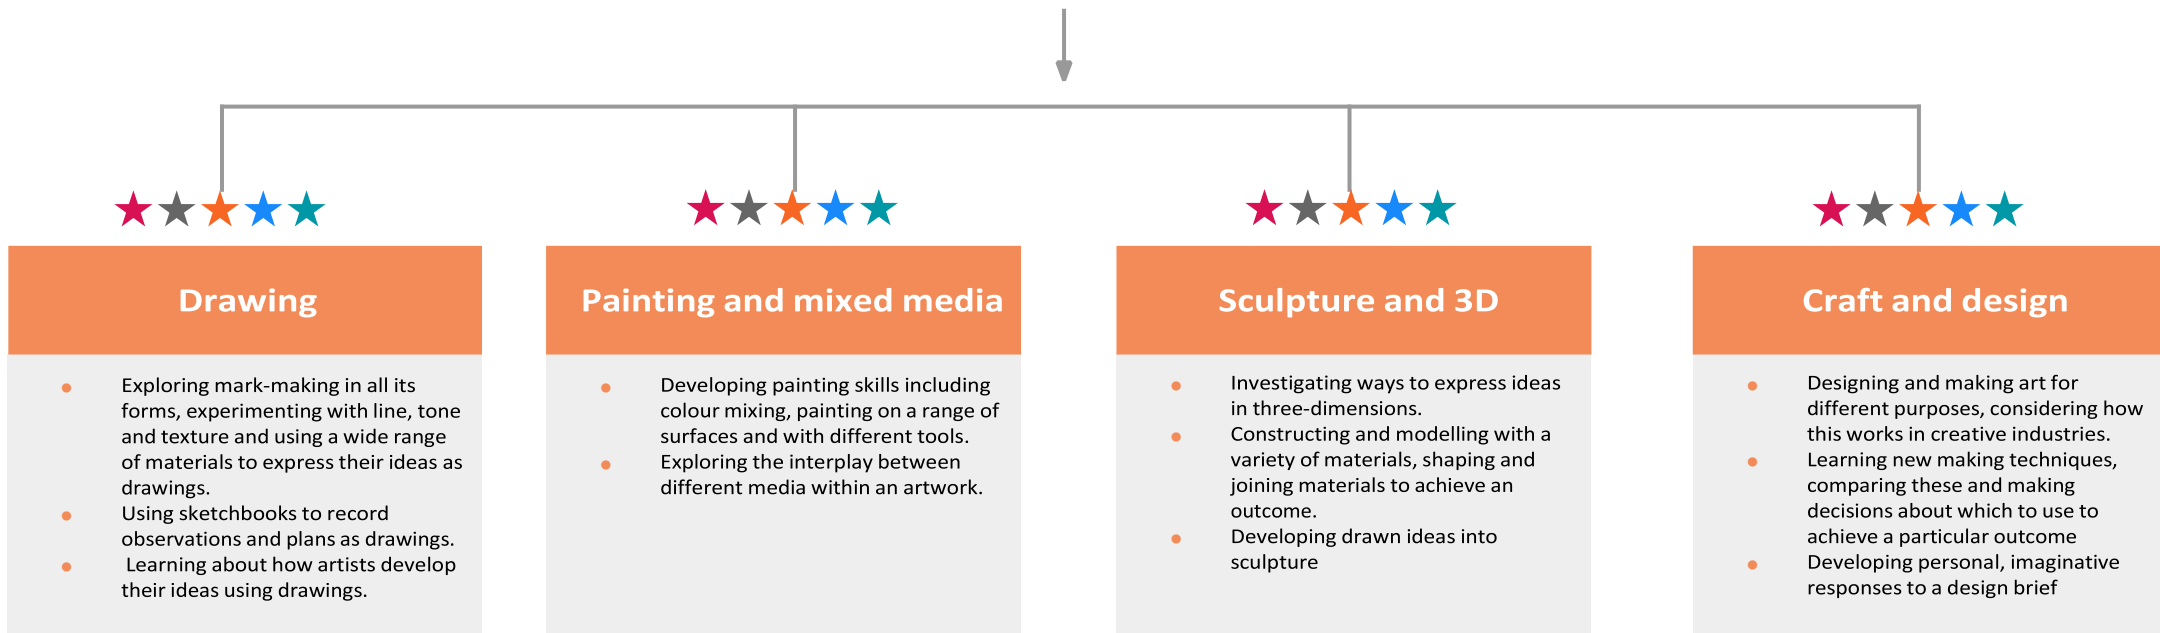 Drawing
Exploring mark-making in all its
forms, experimenting with line, tone
and texture and using a wide range
of materials to express their ideas as
drawings.
Using sketchbooks to record
observations and plans as drawings.
Learning about how artists develop
their ideas using drawings.
Painting and mixed media
Developing painting skills including
colour mixing, painting on a range of
surfaces and with different tools.
Exploring the interplay between
different media within an artwork.
Sculpture and 3D
Investigating ways to express ideas
in three-dimensions.
Constructing and modelling with a
variety of materials, shaping and
joining materials to achieve an
outcome.
Developing drawn ideas into
sculpture
Craft and design
Designing and making art for
different purposes, considering how
this works in creative industries.
Learning new making techniques,
comparing these and making
decisions about which to use to
achieve a particular outcome
Developing personal, imaginative
responses to a design brief